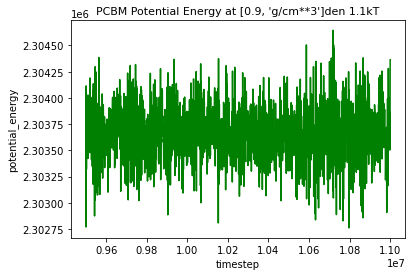 PCBM Potential Energy at [0.9, 'g/cm**3']den 1.1kT
1e6
2.30450
2.30425
2.30400
2.30375
2.30350
2.30325
2.30300
2.30275
potential_energy
0.96 0.98 1.00 1.02 1.04 1.06 1.08 1.10
1e7
timestep